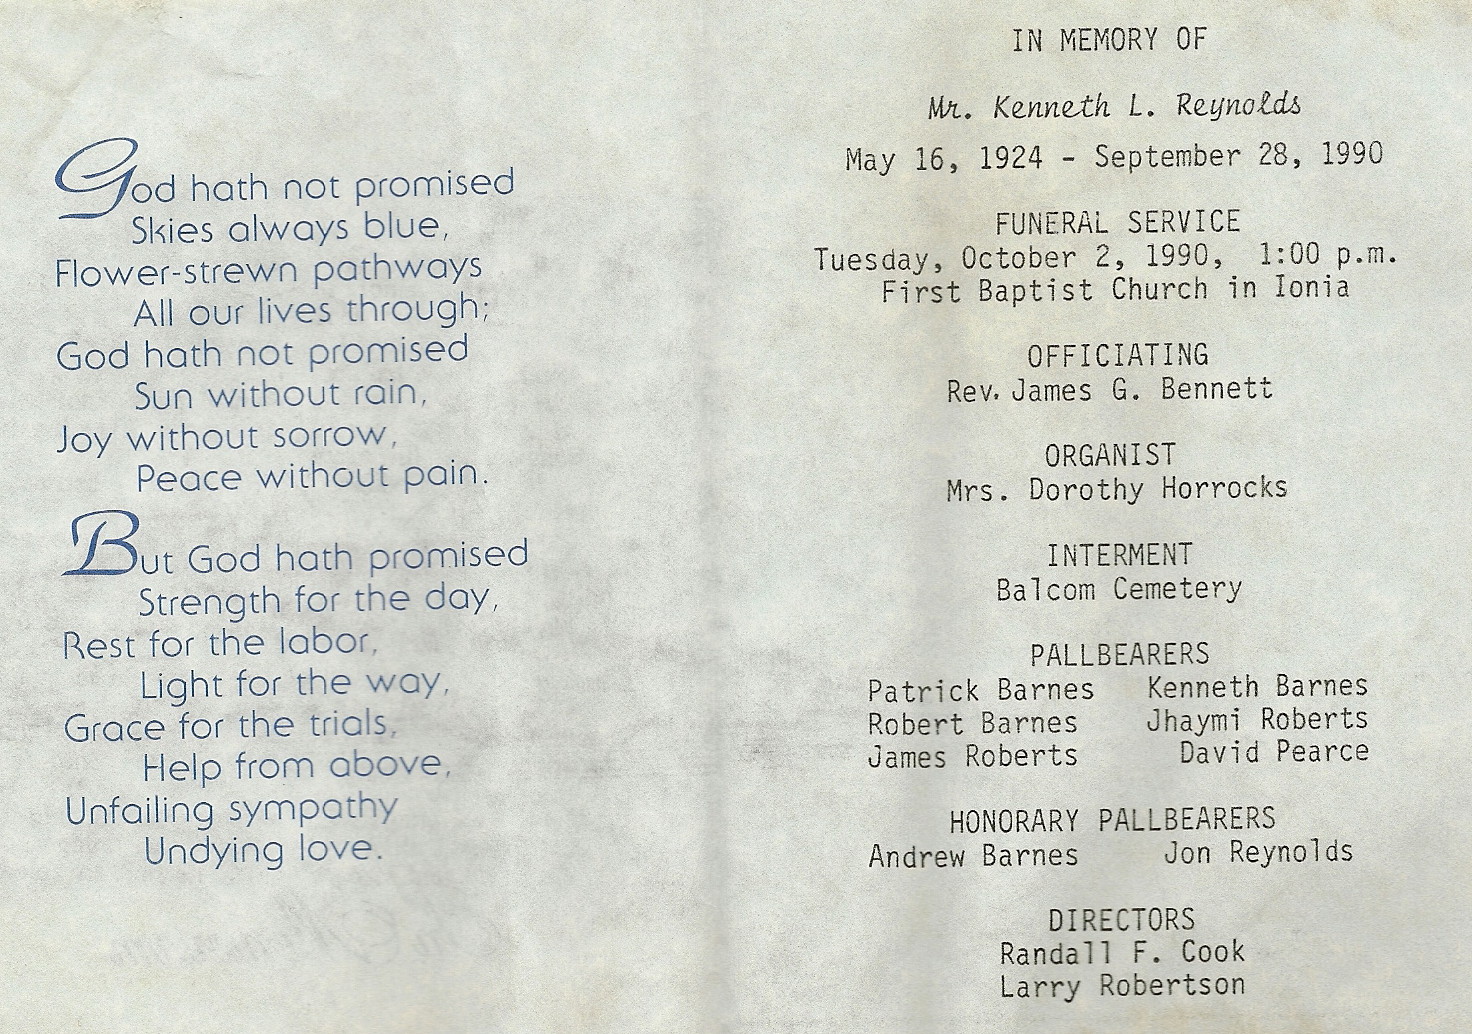 God hath not promised
Skies always blue,
Flower-strewn pathways
All our lives through;
God hath not promised
Sun without rain,
Joy without sorrow,
Peace without pain.
But God hath promised
Strength for the day,
Rest for the labor,
Light for the way,
Grace for the trials,
Help from above,
Unfailing sympathy
Undying love.
IN MEMORY OF
Mr. Kenneth L. Reynolds
May 16, 1924 - September 28, 1990
FUNERAL SERVICE
Tuesday, October 2, 1990, 1:00 p.m.
First Baptist Church in Ionia
OFFICIATING
Rev. James G. Bennett
ORGANIST
Mrs. Dorothy Horrocks
INTERMENT
Balcom Cemetery
PALLBEARERS
Patrick Barnes Kenneth Barnes
Robert Barnes Jhaymi Roberts
James Roberts David Pearce
HONORARY PALLBEARERS
Andrew Barnes Jon Reynolds
DIRECTORS
Randall F. Cook
Larry Robertson